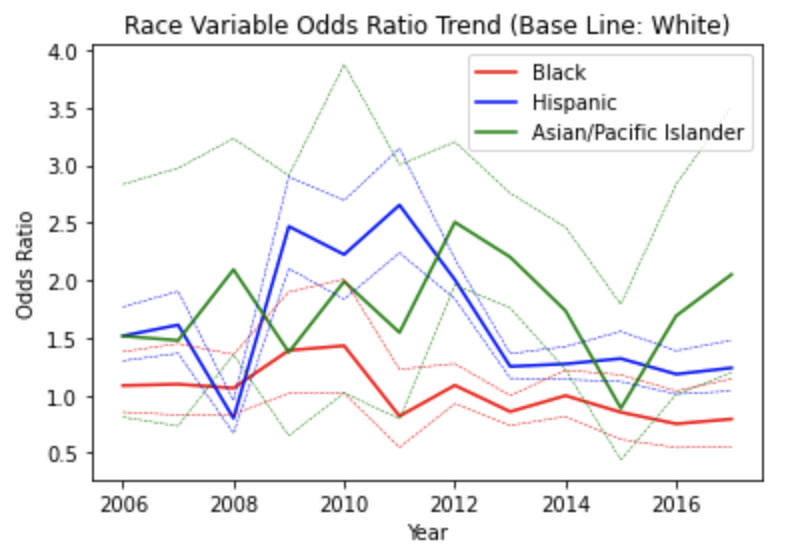 Race Variable Odds Ratio Trend (Base Line: White)
4.0
3.5
3.0
2.5
2.0
1.5
1.0
0.5
Odds Ratio
Black
Hispanic
Asian/Pacific Islander
2006 2008 2010 2012 2014 2016
Year